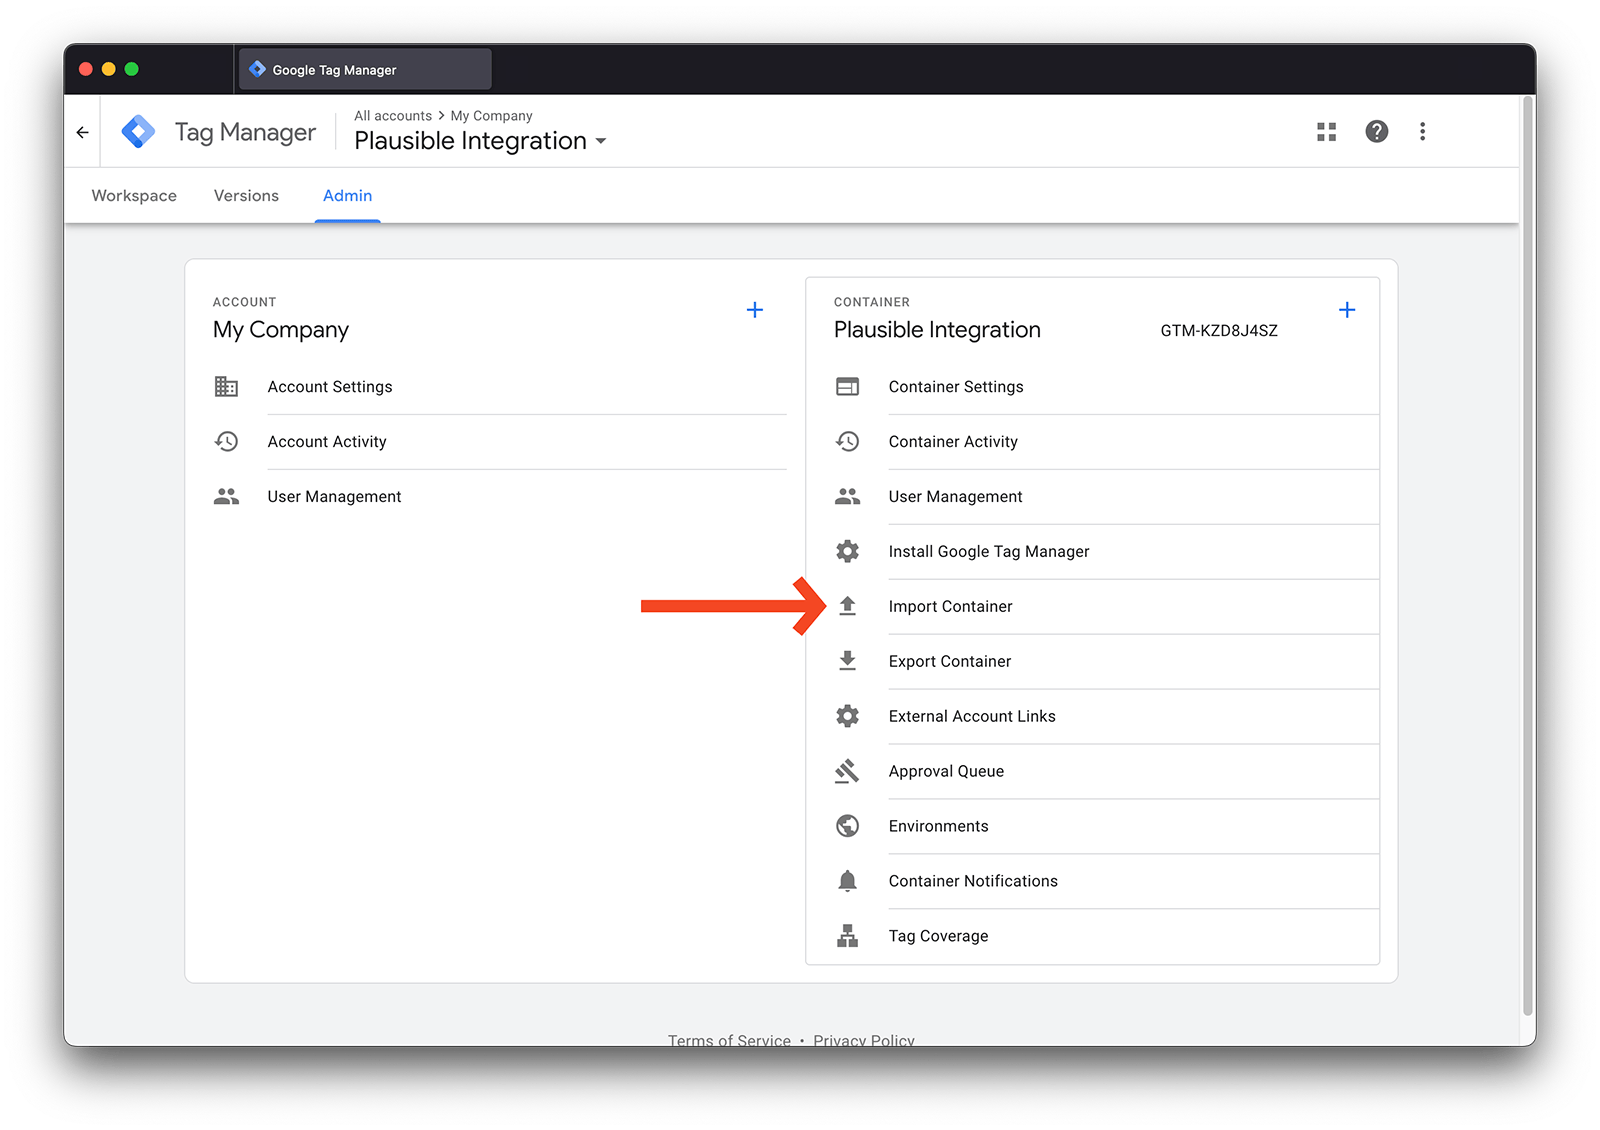 Google Tag Manager
Tag Manager
All accounts > My Company
Plausible Integration
Workspace Versions Admin
ACCOUNT
My Company
Account Settings
Account Activity
User Management
CONTAINER
Plausible Integration GTM-KZD8J4SZ
Container Settings
Container Activity
User Management
Install Google Tag Manager
Import Container
Export Container
External Account Links
Approval Queue
Environments
Container Notifications
Tag Coverage
Terms of Service • Privacy Policy